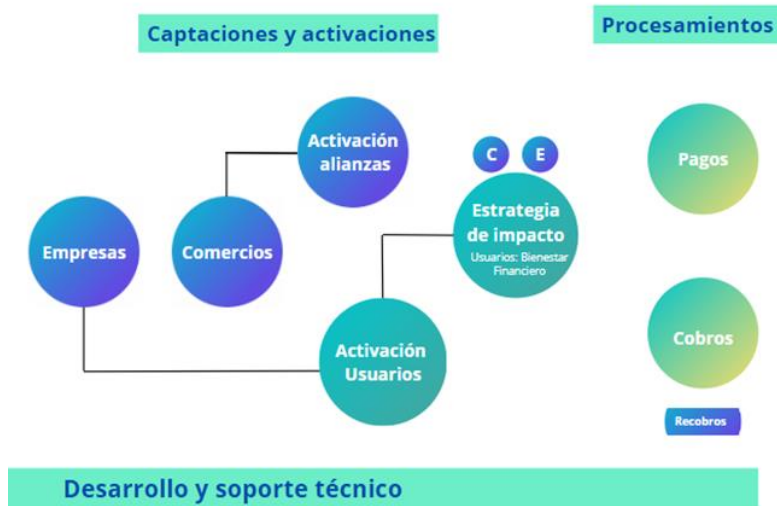 Captaciones y activaciones
Procesamientos
Activación
alianzas
C
E
Pagos
Estrategia
de impacto
Usuarios: Bienestar
Financiero
Empresas
Comercios
Activación
Usuarios
Cobros
Recobros
Desarrollo y soporte técnico